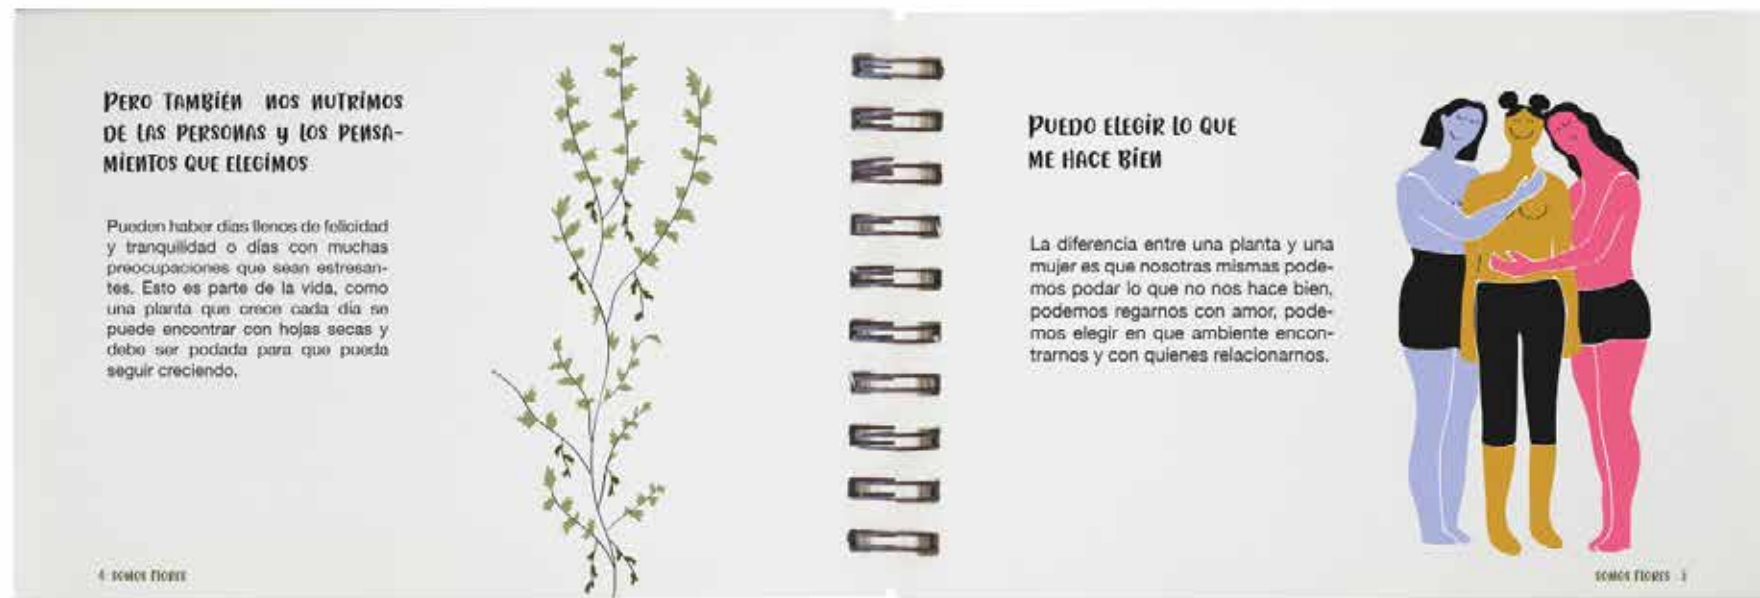 PERO TAMBIÉN NOS NUTRIMOS
DE LAS PERSONAS Y LOS PENSA-
MIENTOS QUE ELEGIMOS
Pueden haber días llenos de felicidad
y tranquilidad o días con muchas
preocupaciones que sean estresan-
tes. Esto es parte de la vida, como
una planta que crece cada día se
puede encontrar con hojas secas y
debe ser podada para que pueda
seguir creciendo.
4 SOMOS FLORES
PUEDO ELEGIR LO QUE
ME HACE BIEN
La diferencia entre una planta y una
mujer es que nosotras mismas pode-
mos podar lo que no nos hace bien,
podemos regarnos con amor, pode-
mos elegir en que ambiente encon-
trarnos y con quienes relacionarnos.
SOMOS FLORES